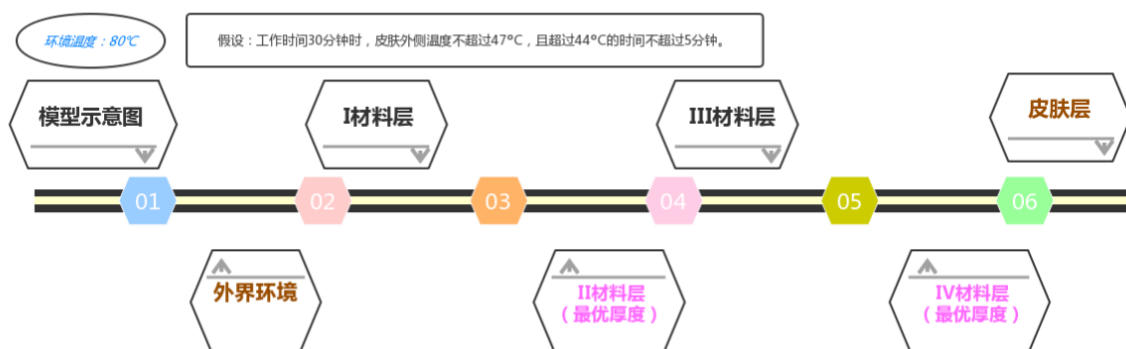 环境温度：80℃
假设：工作时间30分钟时，皮肤外侧温度不超过47°C，且超过44°C的时间不超过5分钟。
模型示意图
I材料层
III材料层
皮肤层
01
02
03
04
05
06
外界环境
II材料层
（最优厚度）
IV材料层
（最优厚度）